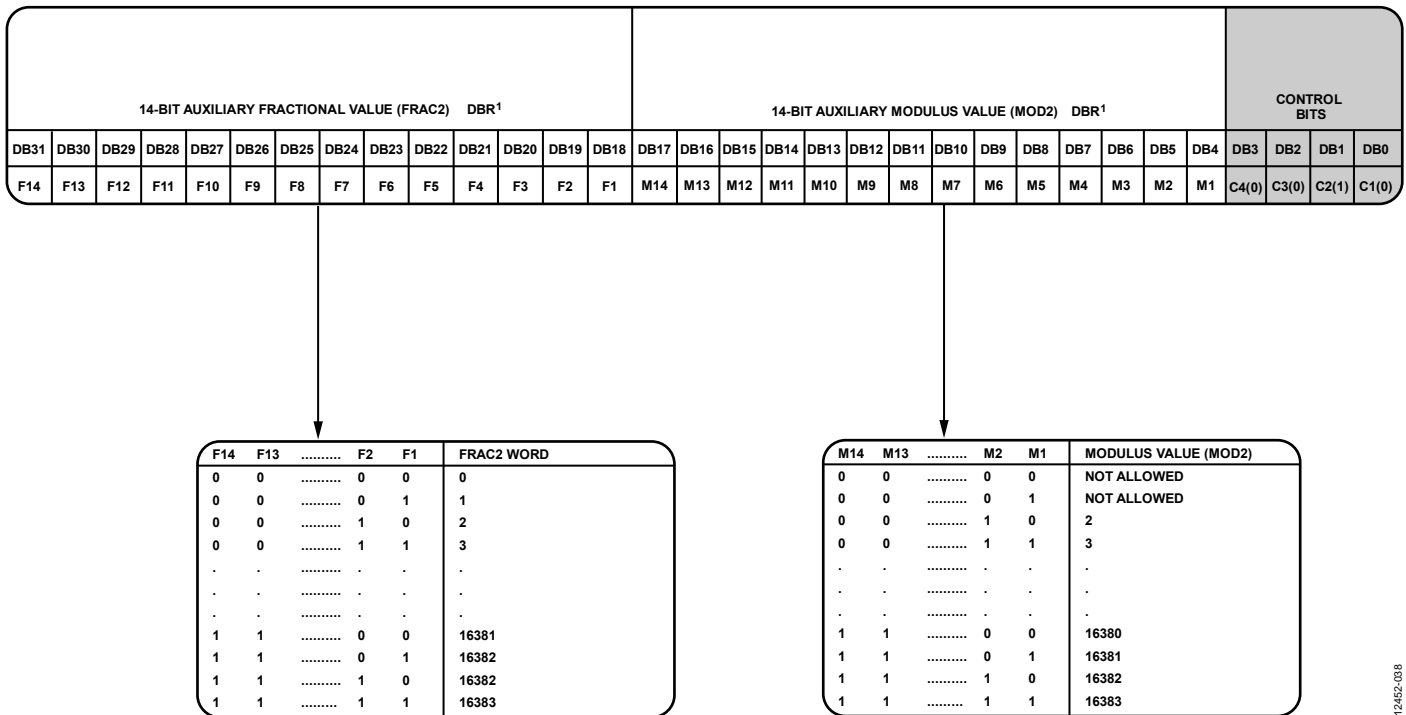 14-BIT AUXILIARY FRACTIONAL VALUE (FRAC2) DBR1
14-BIT AUXILIARY MODULUS VALUE (MOD2) DBR1
CONTROL
BITS
DB31 DB30 DB29 DB28 DB27 DB26 DB25 DB24 DB23 DB22 DB21 DB20 DB19 DB18 DB17 DB16 DB15 DB14 DB13 DB12 DB11 DB10 DB9 DB8 DB7 DB6 DB5 DB4 DB3 DB2 DB1 DB0
F14 F13 F12 F11 F10 F9 F8 F7 F6 F5 F4 F3 F2 F1 M14 M13 M12 M11 M10 M9 M8 M7 M6 M5 M4 M3 M2 M1 C4(0) C3(0) C2(1) C1(0)
F14 F13 .......... F2 F1 FRAC2 WORD
0 0 .......... 0 0 0
0 0 .......... 0 1 1
0 0 .......... 1 0 2
0 0 .......... 1 1 3
. . .......... . . .
. . .......... . . .
. . .......... . . .
1 1 .......... 0 0 16381
1 1 .......... 0 1 16382
1 1 .......... 1 0 16382
1 1 ......... 1 1 16383
M14 M13 .......... M2 M1 MODULUS VALUE (MOD2)
0 0 .......... 0 0 NOT ALLOWED
0 0 .......... 0 1 NOT ALLOWED
0 0 .......... 1 0 2
0 0 .......... 1 1 3
. . .......... . . .
. . .......... . . .
. . .......... . . .
1 1 .......... 0 0 16380
1 1 .......... 0 1 16381
1 1 .......... 1 0 16382
1 1 ......... 1 1 16383
12452-038